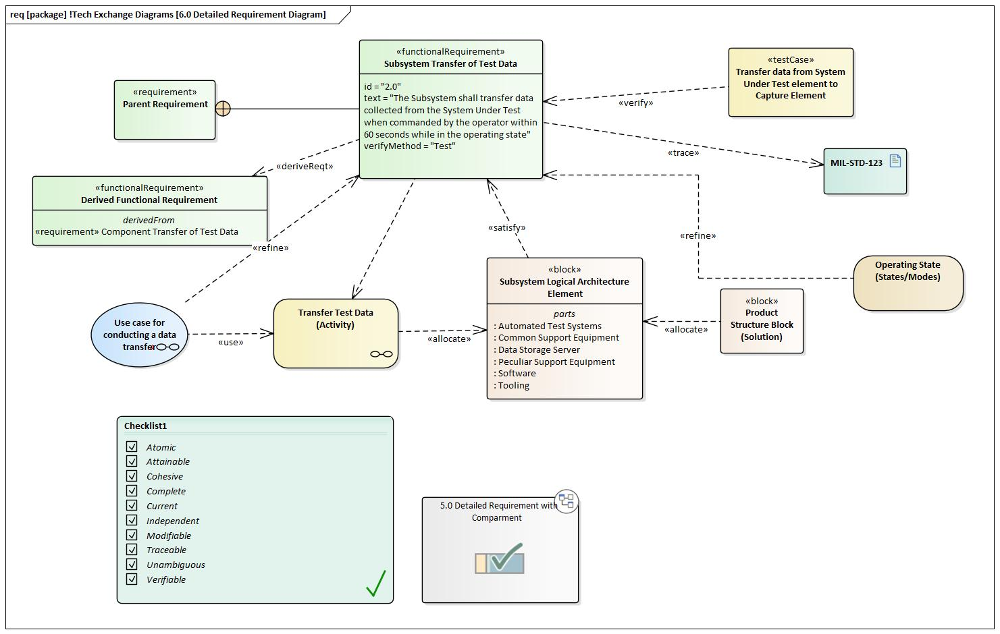 req [package] !Tech Exchange Diagrams [6.0 Detailed Requirement Diagram]
«functionalRequirement»
Subsystem Transfer of Test Data
id = "2.0"
text = "The Subsystem shall transfer data
collected from the System Under Test
when commanded by the operator within
60 seconds while in the operating state"
verifyMethod = "Test"
«testCase»
Transfer data from System
Under Test element to
Capture Element
«requirement»
Parent Requirement
«verify»
«trace»
MIL-STD-123
«deriveReqt»
«functionalRequirement»
Derived Functional Requirement
derivedFrom
«requirement» Component Transfer of Test Data
«refine»
«satisfy»
«refine»
Operating State
(States/Modes)
«block»
Subsystem Logical Architecture
Element
parts
: Automated Test Systems
: Common Support Equipment
: Data Storage Server
: Peculiar Support Equipment
: Software
: Tooling
«block»
Product
Structure Block
(Solution)
«allocate»
Use case for
conducting a data
transfer
«use»
Transfer Test Data
(Activity)
«allocate»
Checklist1
Atomic
Attainable
Cohesive
Complete
Current
Independent
Modifiable
Traceable
Unambiguous
Verifiable
5.0 Detailed Requirement with
Comparment